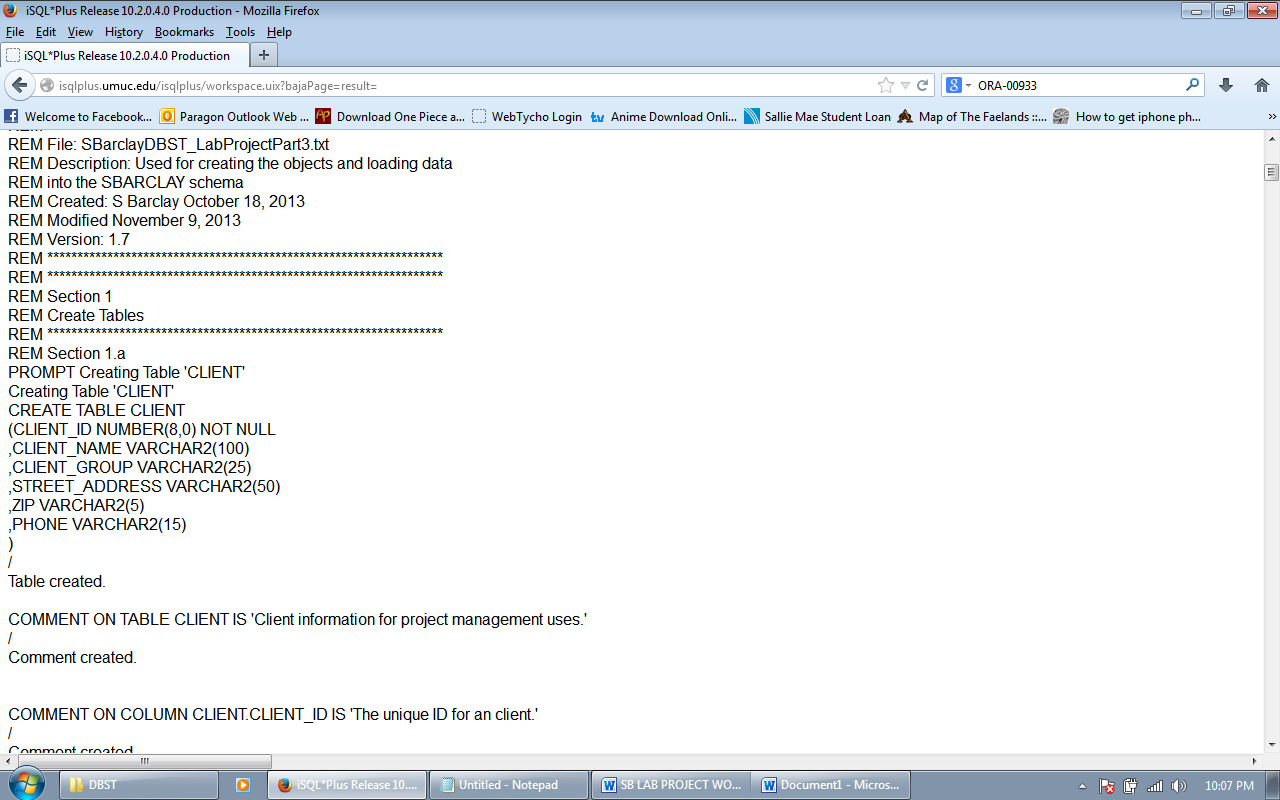 iSQL*Plus Release 10.2.0.4.0 Production - Mozilla Firefox
File Edit View History Bookmarks Tools Help
iSQL*Plus Release 10.2.0.4.0 Production
isqlplus.umuc.edu/isqlplus/workspace.uix?bajaPage=result=
ORA-00933
Welcome to Facebook... Paragon Outlook Web ... Download One Piece a... WebTycho Login Anime Download Onli... Sallie Mae Student Loan Map of The Faelands ::... How to get iphone ph...
REM
REM File: SBarclayDBST_LabProjectPart3.txt
REM Description: Used for creating the objects and loading data
REM into the SBARCLAY schema
REM Created: S Barclay October 18, 2013
REM Modified November 9, 2013
REM Version: 1.7
REM ******************************************************************
REM ******************************************************************
REM Section 1
REM Create Tables
REM ******************************************************************
REM Section 1.a
PROMPT Creating Table 'CLIENT'
Creating Table 'CLIENT'
CREATE TABLE CLIENT
(CLIENT_ID NUMBER(8,0) NOT NULL
,CLIENT_NAME VARCHAR2(100)
,CLIENT_GROUP VARCHAR2(25)
,STREET_ADDRESS VARCHAR2(50)
,ZIP VARCHAR2(5)
,PHONE VARCHAR2(15)
)
/
Table created.
COMMENT ON TABLE CLIENT IS 'Client information for project management uses.'
/
Comment created.
COMMENT ON COLUMN CLIENT.CLIENT_ID IS 'The unique ID for an client.'
/
Comment created.
DBST iSQL*Plus Release 10.... Untitled - Notepad SB LAB PROJECT WO... Document1 - Micros... 10:07 PM